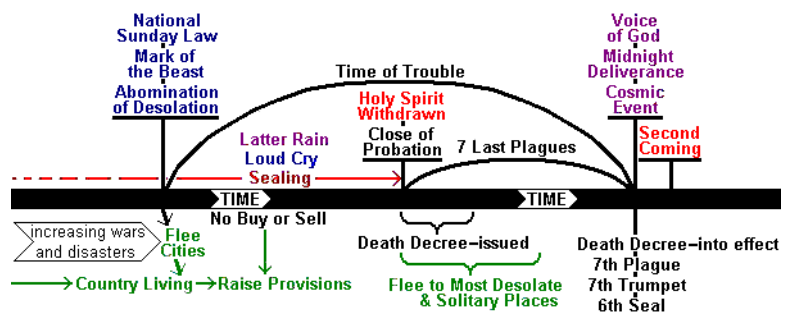 National
Sunday Law
Mark of
the Beast
Abomination
of Desolation
Time of Trouble
Holy Spirit
Withdrawn
Close of
Probation
Latter Rain
Loud Cry
Sealing
7 Last Plagues
Voice
of God
Midnight
Deliverance
Cosmic
Event
Second
Coming
TIME
TIME
increasing wars
and disasters
Flee
Cities
No Buy or Sell
Country Living
Raise Provisions
Death Decree-issued
Flee to Most Desolate
& Solitary Places
Death Decree-into effect
7th Plague
7th Trumpet
6th Seal